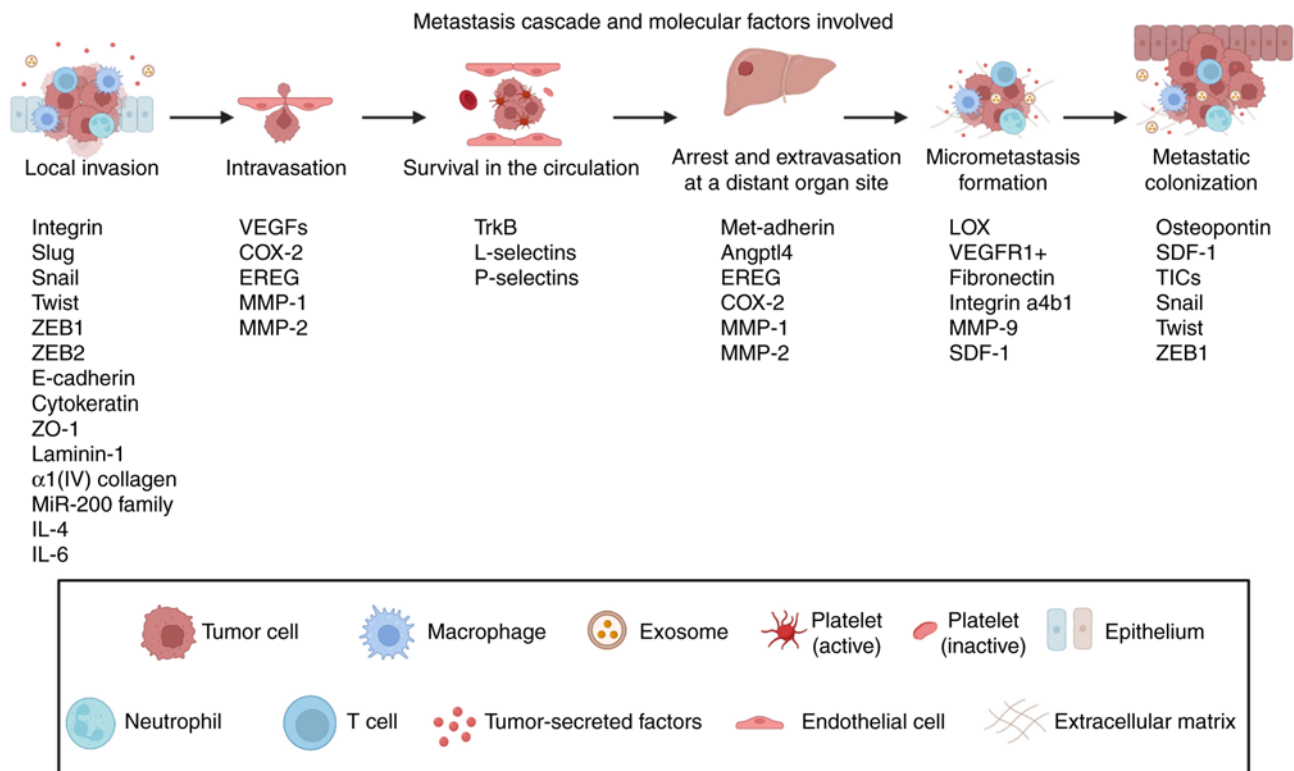 Metastasis cascade and molecular factors involved
Local invasion
Integrin
Slug
Snail
Twist
ZEB1
ZEB2
E-cadherin
Cytokeratin
ZO-1
Laminin-1
α1(IV) collagen
MiR-200 family
IL-4
IL-6
Intravasation
VEGFs
COX-2
EREG
MMP-1
MMP-2
Survival in the circulation
TrkB
L-selectins
P-selectins
Arrest and extravasation
at a distant organ site
Met-adherin
Angptl4
EREG
COX-2
MMP-1
MMP-2
Micrometastasis
formation
LOX
VEGFR1+
Fibronectin
Integrin a4b1
MMP-9
SDF-1
Metastatic
colonization
Osteopontin
SDF-1
TICs
Snail
Twist
ZEB1
Tumor cell
Macrophage
Exosome
Platelet
(active)
Platelet
(inactive)
Epithelium
Neutrophil
T cell
Tumor-secreted factors
Endothelial cell
Extracellular matrix